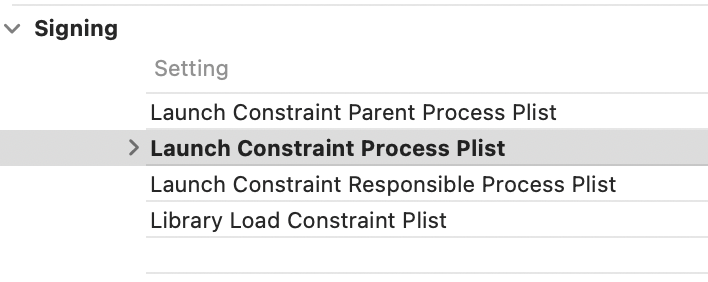 Signing
Setting
Launch Constraint Parent Process Plist
Launch Constraint Process Plist
Launch Constraint Responsible Process Plist
Library Load Constraint Plist